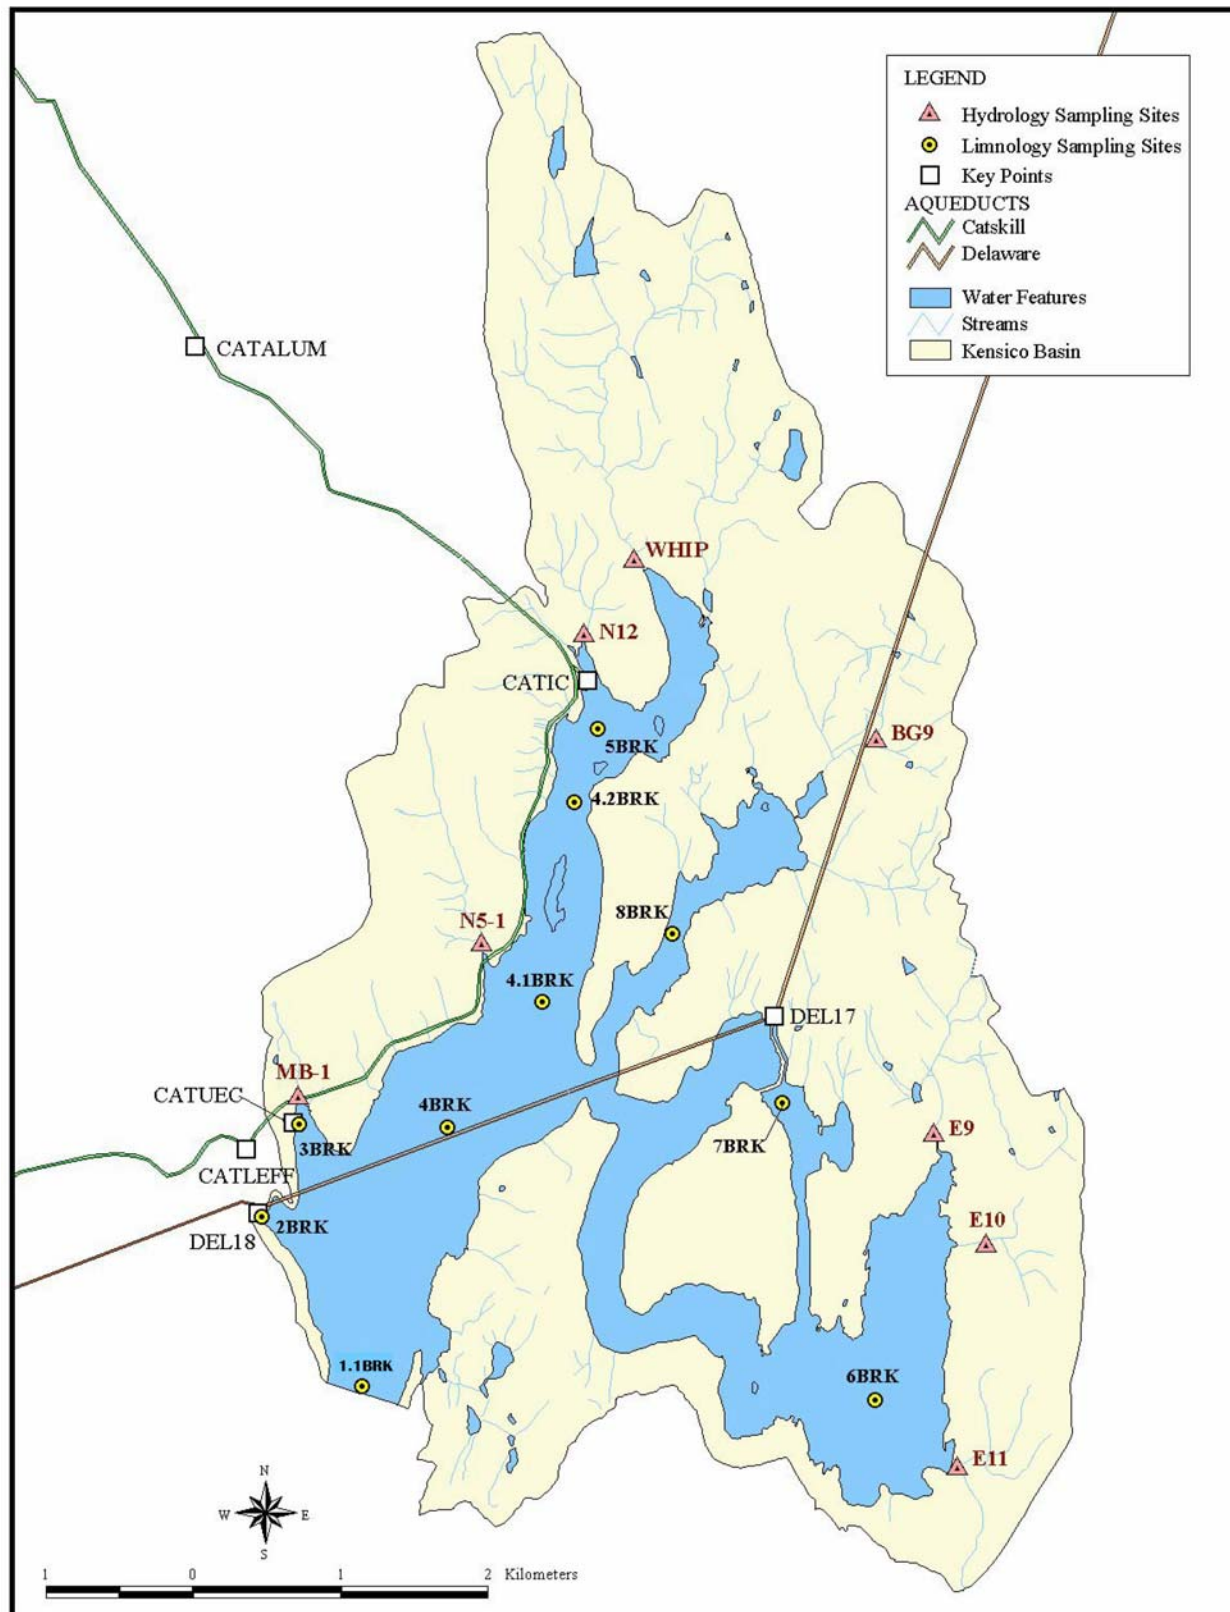 LEGEND
Hydrology Sampling Sites
Limnology Sampling Sites
Key Points
AQUEDUCTS
Catskill
Delaware
Water Features
Streams
Kensico Basin
CATALUM
WHIP
N12
CATIC
5BRK
BG9
4.2BRK
8BRK
N5-1
4.1BRK
DEL17
MB-1
CATUEC
4BRK
7BRK
E9
3BRK
CATLEFF
2BRK
E10
DEL18
1.1BRK
6BRK
E11
N
W E
S
1 0 1 2 Kilometers